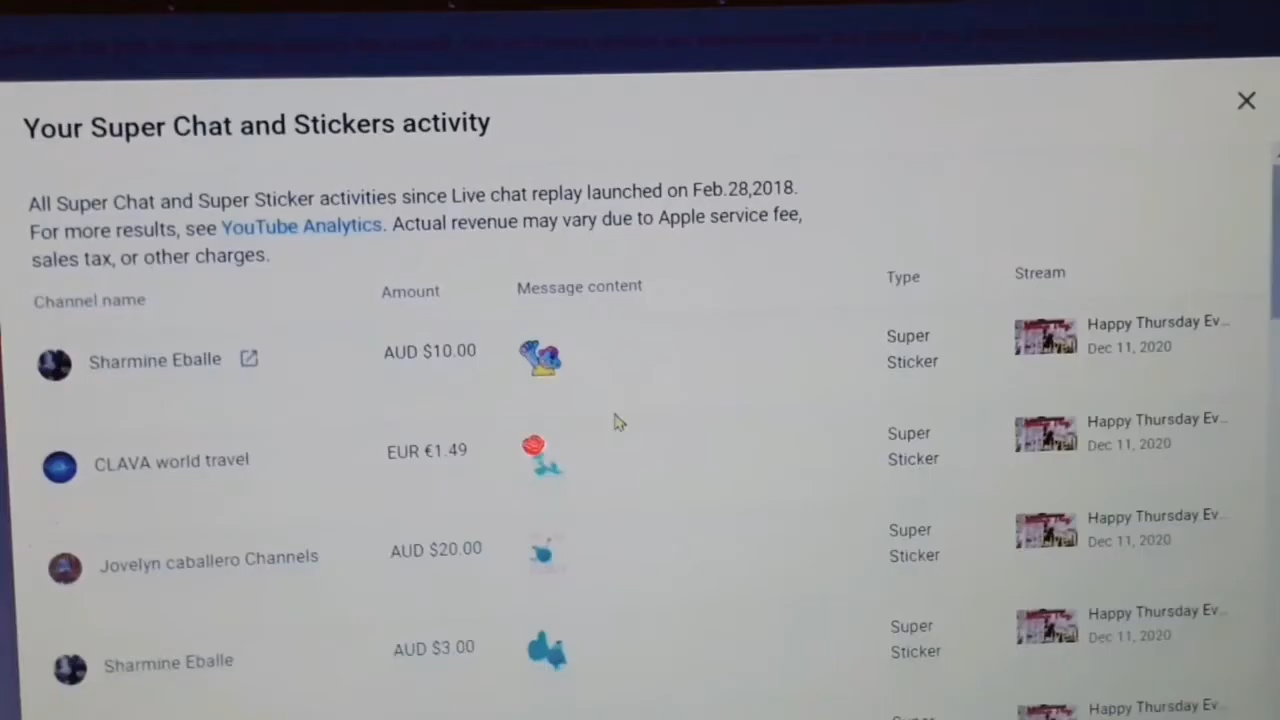 Your Super Chat and Stickers activity
All Super Chat and Super Sticker activities since Live chat replay launched on Feb.28,2018.
For more results, see YouTube Analytics. Actual revenue may vary due to Apple service fee,
sales tax, or other charges.
Channel name Amount Message content Type Stream
Sharmine Eballe AUD $10.00 Super Sticker Happy Thursday Ev...
Dec 11, 2020
CLAVA world travel EUR €1.49 Super Sticker Happy Thursday Ev...
Dec 11, 2020
Jovelyn caballero Channels AUD $20.00 Super Sticker Happy Thursday Ev...
Dec 11, 2020
Sharmine Eballe AUD $3.00 Super Sticker Happy Thursday Ev...
Dec 11, 2020
Happy Thursday Ev...